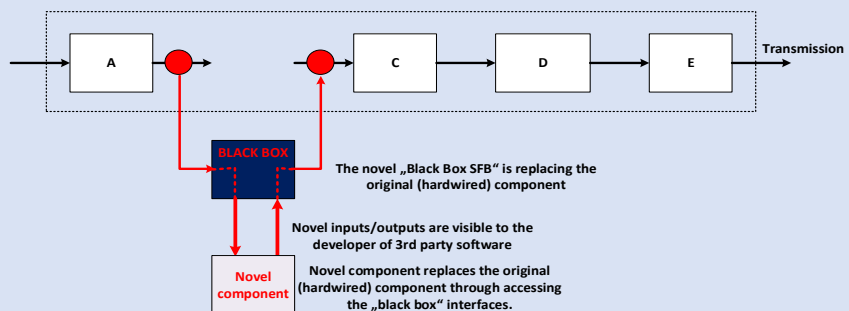 Transmission
A
C
D
E
BLACK BOX
The novel „Black Box SFB“ is replacing the
original (hardwired) component
Novel inputs/outputs are visible to the
developer of 3rd party software
Novel
component
Novel component replaces the original
(hardwired) component through accessing
the „black box“ interfaces.